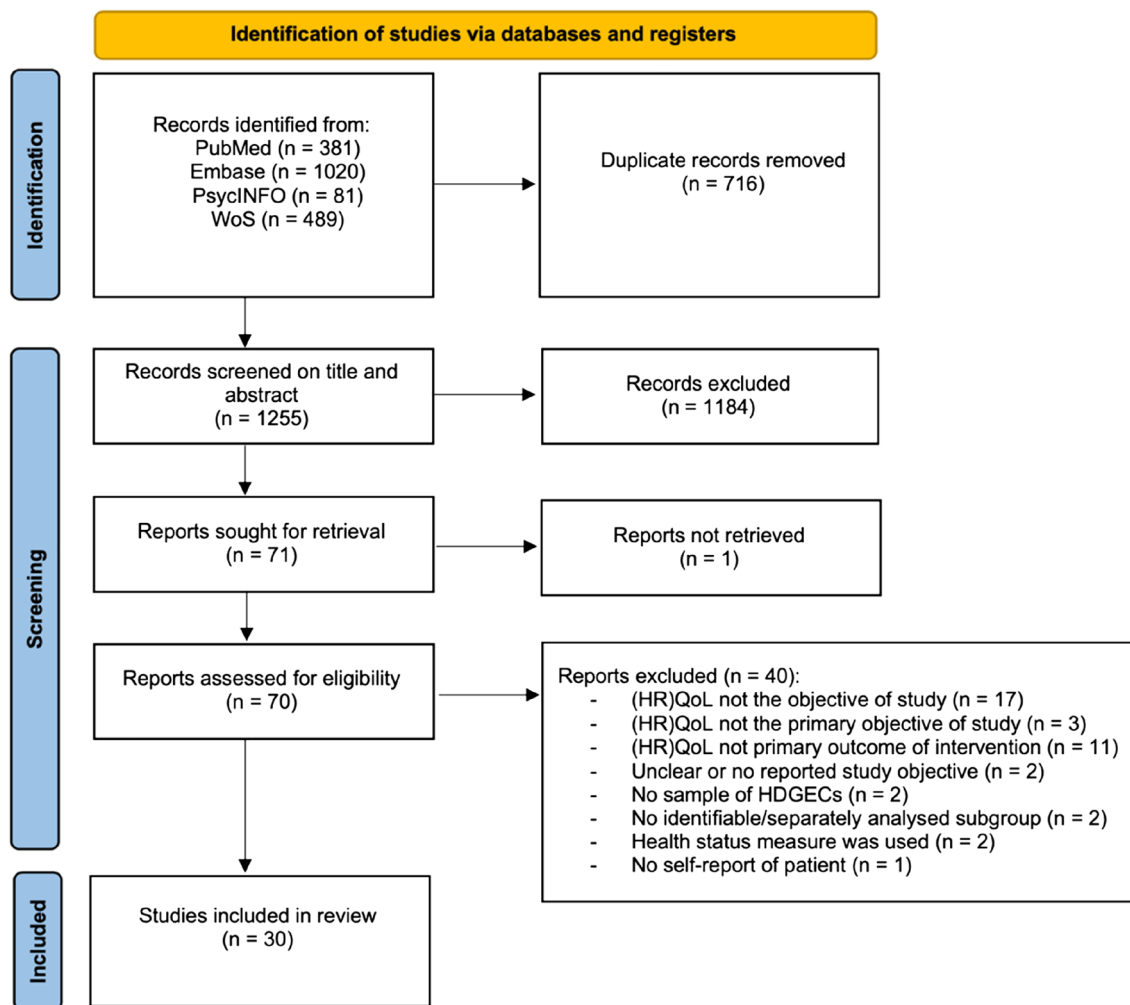 Identification of studies via databases and registers
Identification
Records identified from:
PubMed (n = 381)
Embase (n = 1020)
PsycINFO (n = 81)
WoS (n = 489)
Duplicate records removed
(n = 716)
Screening
Records screened on title and
abstract
(n = 1255)
Records excluded
(n = 1184)
Reports sought for retrieval
(n = 71)
Reports not retrieved
(n = 1)
Reports assessed for eligibility
(n = 70)
Reports excluded (n = 40):
- (HR)QoL not the objective of study (n = 17)
- (HR)QoL not the primary objective of study (n = 3)
- (HR)QoL not primary outcome of intervention (n = 11)
- Unclear or no reported study objective (n = 2)
- No sample of HDGECs (n = 2)
- No identifiable/separately analysed subgroup (n = 2)
- Health status measure was used (n = 2)
- No self-report of patient (n = 1)
Included
Studies included in review
(n = 30)